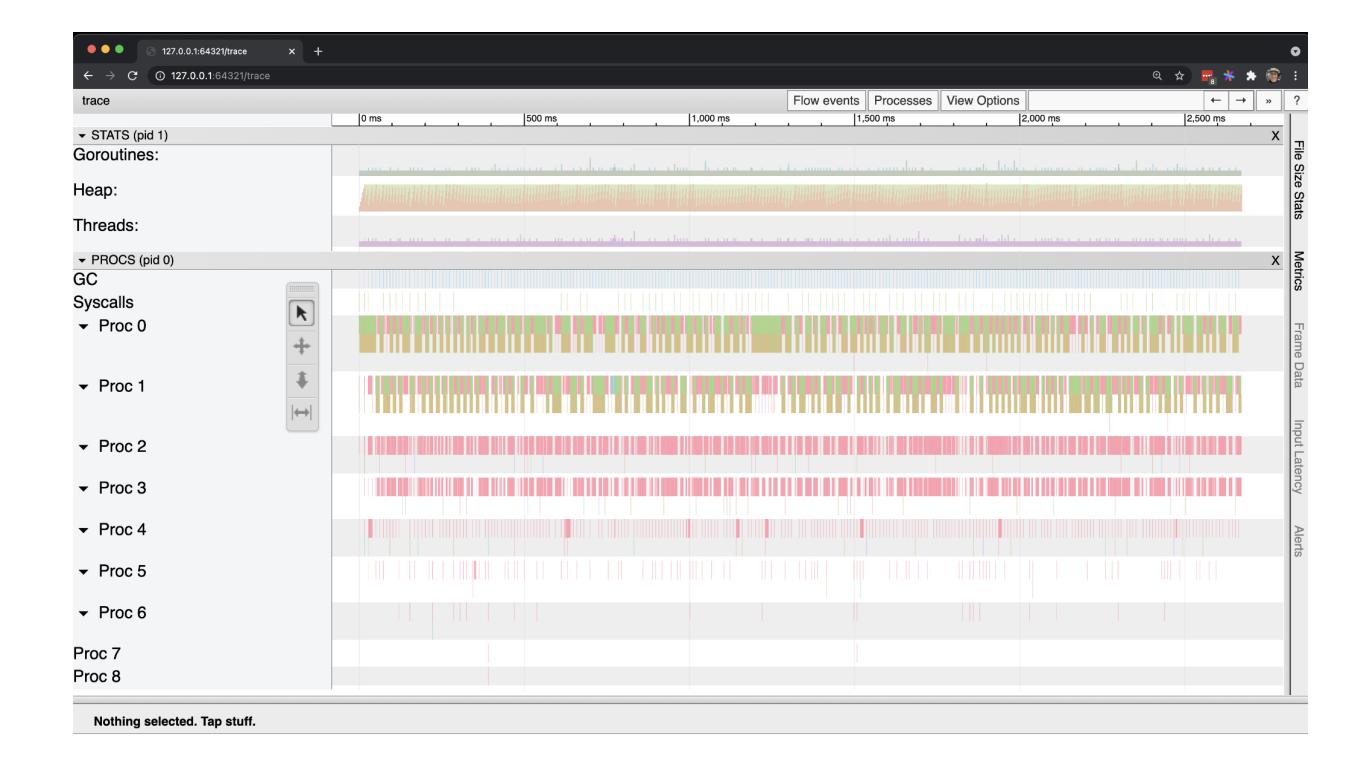 127.0.0.1:64321/trace × +
127.0.0.1:64321/trace
8
trace Flow events Processes View Options ← → » ?
0 ms 500 ms 1,000 ms 1,500 ms 2,000 ms 2,500 ms
STATS (pid 1) X
Goroutines:
Heap:
Threads:
PROCS (pid 0) X
GC
Syscalls
Proc 0
Proc 1
Proc 2
Proc 3
Proc 4
Proc 5
Proc 6
Proc 7
Proc 8
File Size Stats
Metrics
Frame Data
Input Latency
Alerts
Nothing selected. Tap stuff.